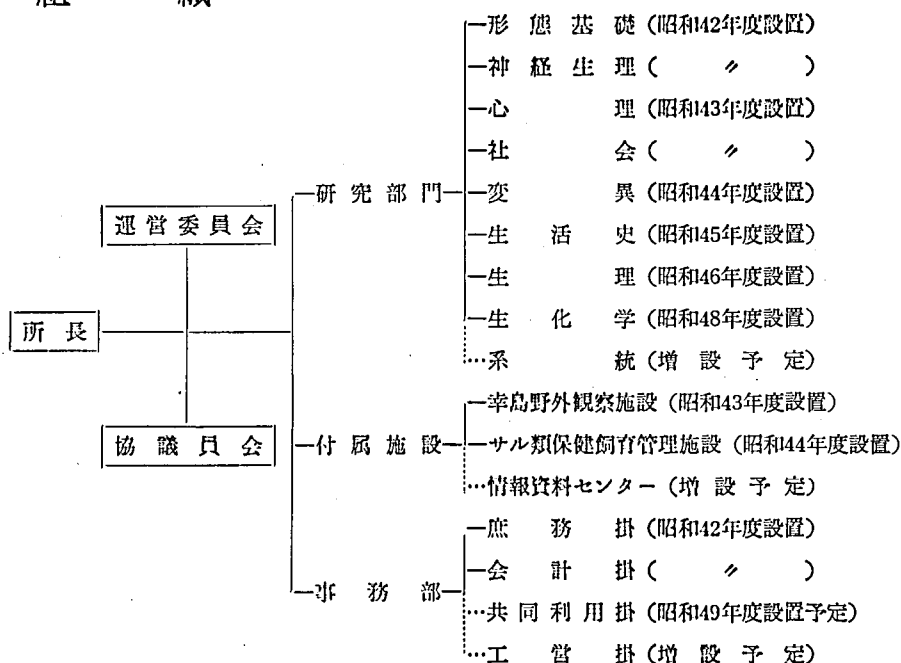 組織
形態基礎(昭和42年度設置)
神経生理(〃)
心理(昭和43年度設置)
社会(〃)
研究部門
変異(昭和44年度設置)
運営委員会
生活史(昭和45年度設置)
生理(昭和46年度設置)
所長
生化学(昭和48年度設置)
系統(増設予定)
幸島野外観察施設(昭和43年度設置)
協議員会
付属施設
サル類保健飼育管理施設(昭和44年度設置)
情報資料センター(増設予定)
庶務掛(昭和42年度設置)
会計掛(〃)
事務部
共同利用掛(昭和49年度設置予定)
工営掛(増設予定)